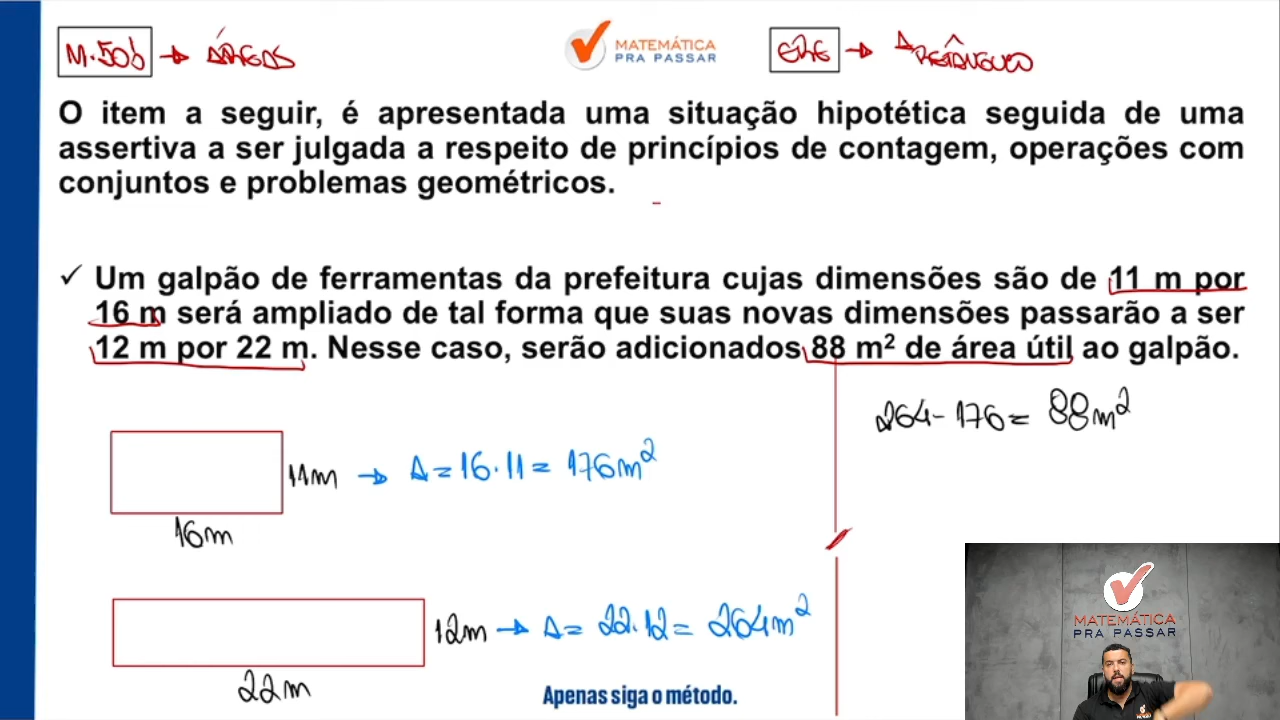 M.50b → ÁREAS
MATEMÁTICA
PRA PASSAR
→ RETÂNGULO
O item a seguir, é apresentada uma situação hipotética seguida de uma
assertiva a ser julgada a respeito de princípios de contagem, operações com
conjuntos e problemas geométricos.
✓ Um galpão de ferramentas da prefeitura cujas dimensões são de 11 m por
16 m será ampliado de tal forma que suas novas dimensões passarão a ser
12 m por 22 m. Nesse caso, serão adicionados 88 m² de área útil ao galpão.
264 - 176 = 88m²
11m → A = 16 . 11 = 176m²
16m
12m → A = 22 . 12 = 264m²
22m
Apenas siga o método.
MATEMÁTICA
PRA PASSAR